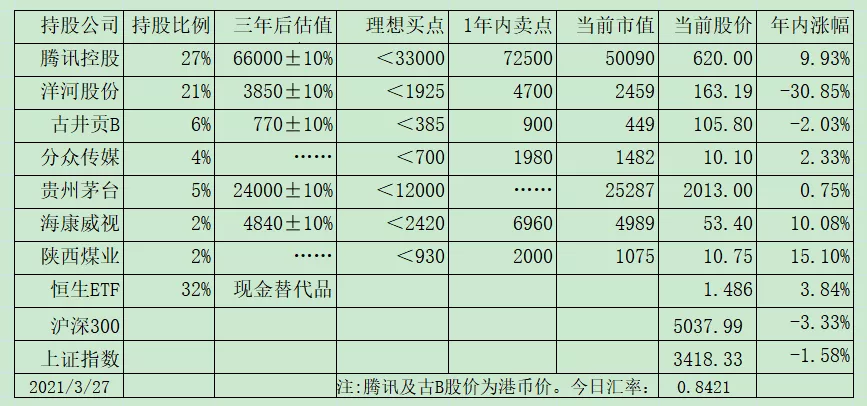 持股公司 持股比例 三年后估值 理想买点 1年内卖点 当前市值 当前股价 年内涨幅
腾讯控股 27% 66000±10% <33000 72500 50090 620.00 9.93%
洋河股份 21% 3850±10% <1925 4700 2459 163.19 -30.85%
古井贡B 6% 770±10% <385 900 449 105.80 -2.03%
分众传媒 4% …… <700 1980 1482 10.10 2.33%
贵州茅台 5% 24000±10% <12000 …… 25287 2013.00 0.75%
海康威视 2% 4840±10% <2420 6960 4989 53.40 10.08%
陕西煤业 2% …… <930 2000 1075 10.75 15.10%
恒生ETF 32% 现金替代品 1.486 3.84%
沪深300 5037.99 -3.33%
上证指数 3418.33 -1.58%
2021/3/27 注:腾讯及古B股价为港币价。今日汇率: 0.8421